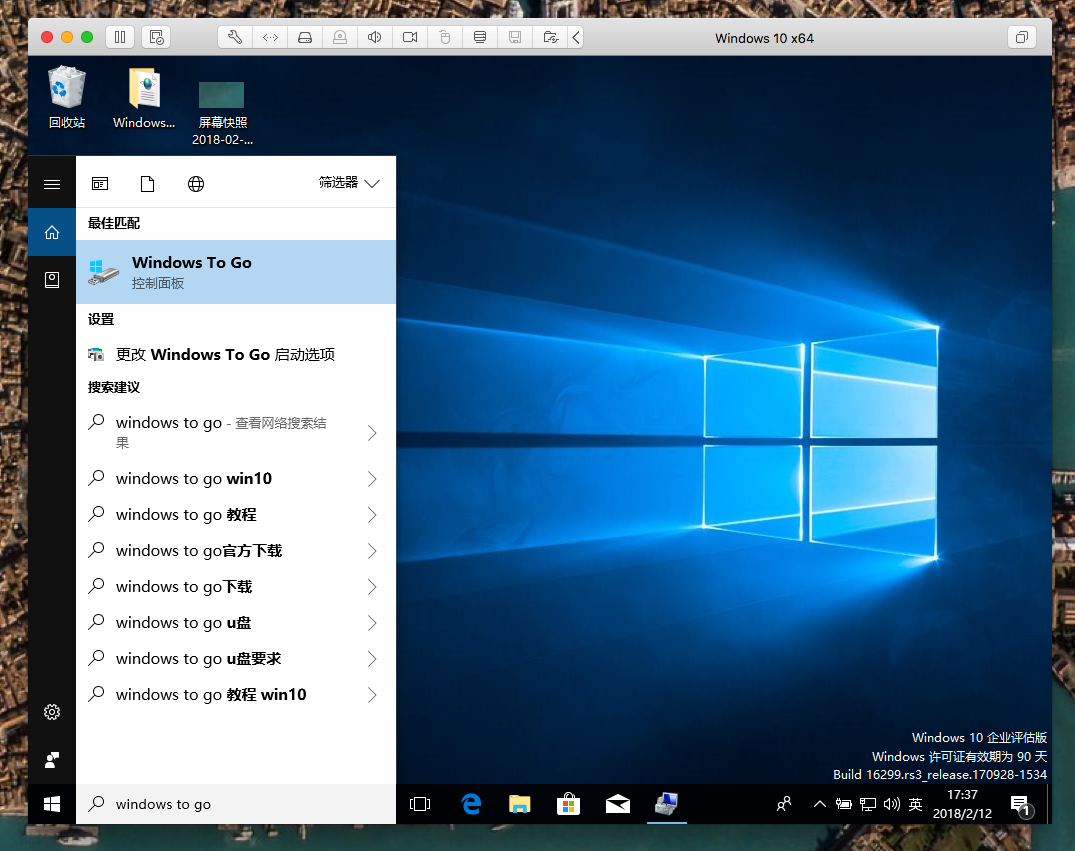 Windows 10 x64
回收站
Windows...
屏幕快照
2018-02-...
筛选器
最佳匹配
Windows To Go
控制面板
设置
更改 Windows To Go 启动选项
搜索建议
windows to go - 查看网络搜索结
果
windows to go win10
windows to go 教程
windows to go官方下载
windows to go下载
windows to go u盘
windows to go u盘要求
windows to go 教程 win10
Windows 10 企业评估版
Windows 许可证有效期为 90 天
Build 16299.rs3_release.170928-1534
windows to go
英
17:37
2018/2/12
1